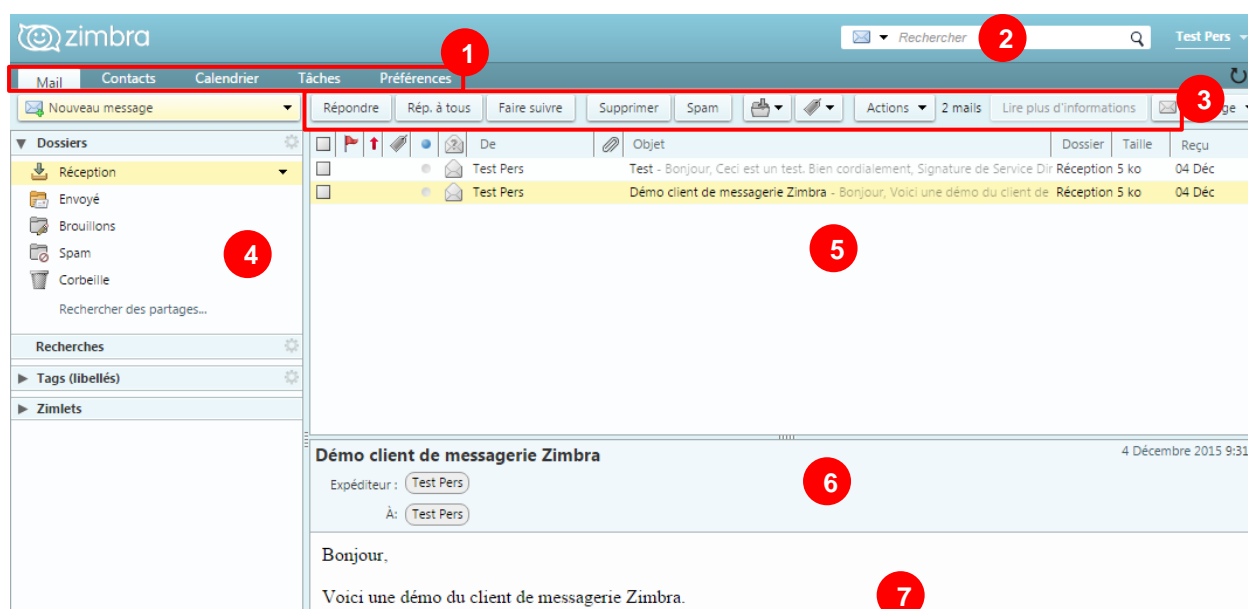 zimbra
1
Rechercher
2
Test Pers
Mail Contacts Calendrier Tâches Préférences
Nouveau message
Répondre Rép. à tous Faire suivre Supprimer Spam Actions 2 mails Lire plus d'informations 3 ge
Dossiers
De Objet Dossier Taille Reçu
Réception
Test Pers Test - Bonjour, Ceci est un test. Bien cordialement, Signature de Service Dir Réception 5 ko 04 Déc
Envoyé
Test Pers Démo client de messagerie Zimbra - Bonjour, Voici une démo du client de Réception 5 ko 04 Déc
Brouillons
Spam
4
5
Corbeille
Rechercher des partages...
Recherches
Tags (libellés)
Zimlets
Démo client de messagerie Zimbra
4 Décembre 2015 9:31
Expéditeur : Test Pers
6
À: Test Pers
Bonjour,
Voici une démo du client de messagerie Zimbra.
7